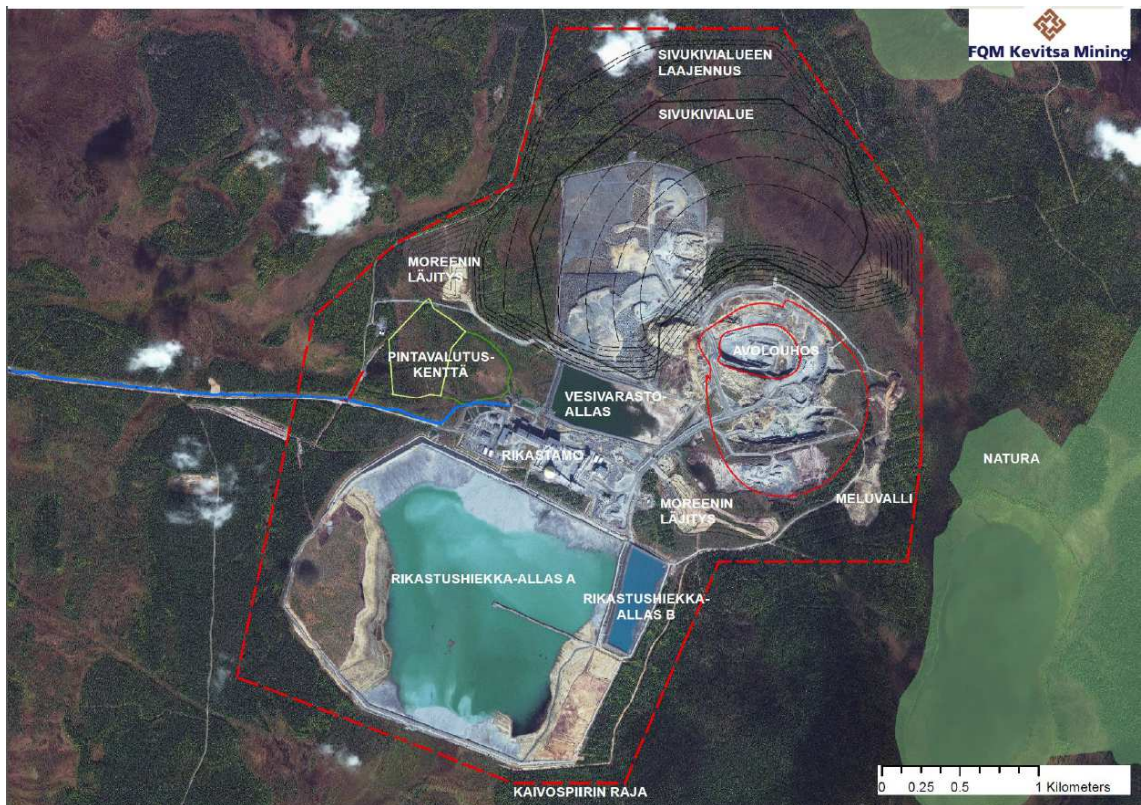 FQM Kevitsa Mining
SIVUKIVIALUEEN
LAAJENNUS
SIVUKIVIALUE
MOREENIN
LÄJITYS
AVOLOUHOS
PINTAVALUTUS-
KENTTÄ
VESIVARASTO-
ALLAS
RIKASTAMO
NATURA
MELUVALLI
MOREENIN
LÄJITYS
RIKASTUSHIEKKA-ALLAS A
RIKASTUSHIEKKA-
ALLAS B
0 0.25 0.5 1 Kilometers
KAIVOSPIIRIN RAJA